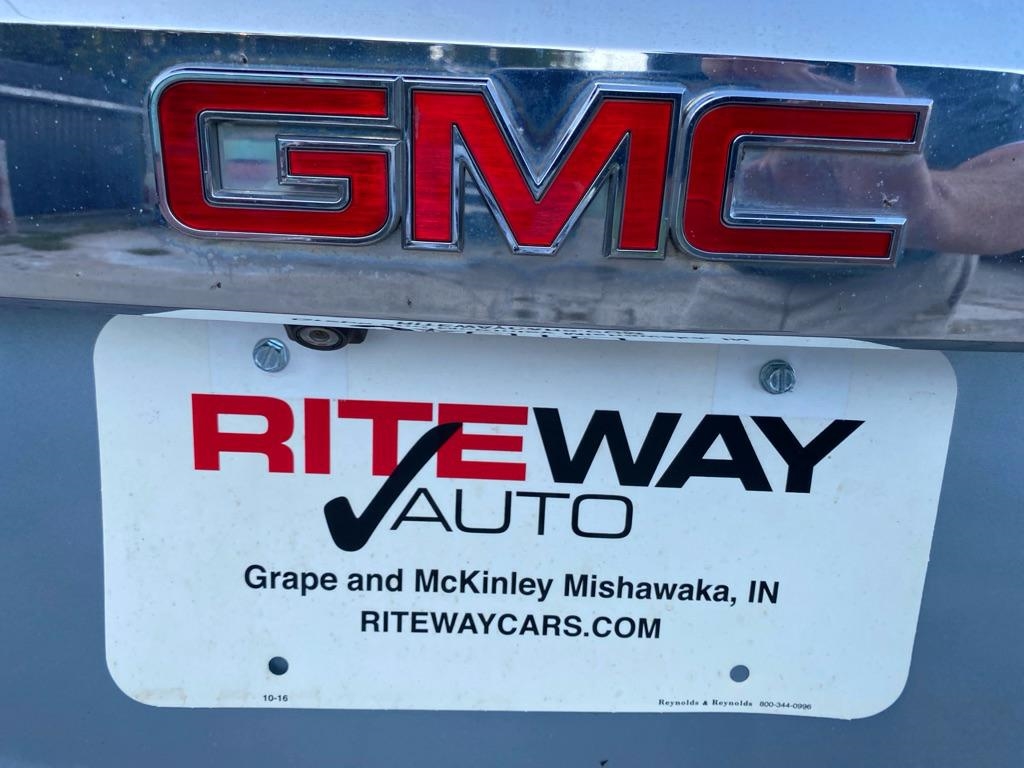 GMC
RITEWAY
AUTO
Grape and McKinley Mishawaka, IN
RITEWAYCARS.COM
10-16
Reynolds & Reynolds 800-344-0996